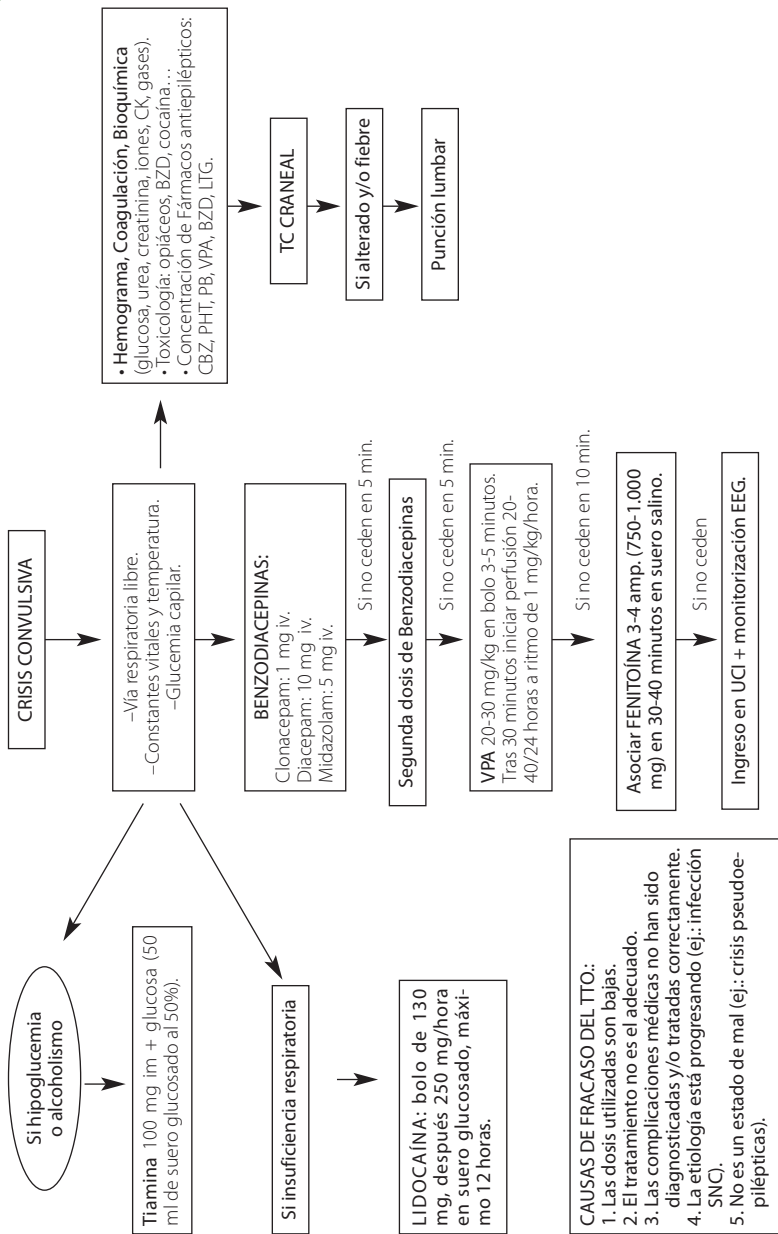 CRISIS CONVULSIVA
–Vía respiratoria libre.
–Constantes vitales y temperatura.
–Glucemia capilar.
Si hipoglucemia
o alcoholismo
Tiamina 100 mg im + glucosa (50
ml de suero glucosado al 50%).
Si insuficiencia respiratoria
LIDOCAÍNA: bolo de 130
mg, después 250 mg/hora
en suero glucosado, máxi-
mo 12 horas.
BENZODIACEPINAS:
Clonacepam: 1 mg iv.
Diacepam: 10 mg iv.
Midazolam: 5 mg iv.
Si no ceden en 5 min.
Segunda dosis de Benzodiacepinas
Si no ceden en 5 min.
VPA 20-30 mg/kg en bolo 3-5 minutos.
Tras 30 minutos iniciar perfusión 20-
40/24 horas a ritmo de 1 mg/kg/hora.
Si no ceden en 10 min.
Asociar FENITOÍNA 3-4 amp. (750-1.000
mg) en 30-40 minutos en suero salino.
Si no ceden
Ingreso en UCI + monitorización EEG.
• Hemograma, Coagulación, Bioquímica
(glucosa, urea, creatinina, iones, CK, gases).
• Toxicología: opiáceos, BZD, cocaína…
• Concentración de Fármacos antiepilépticos:
CBZ, PHT, PB, VPA, BZD, LTG.
TC CRANEAL
Si alterado y/o fiebre
Punción lumbar
CAUSAS DE FRACASO DEL TTO.:
1. Las dosis utilizadas son bajas.
2. El tratamiento no es el adecuado.
3. Las complicaciones médicas no han sido
diagnosticadas y/o tratadas correctamente.
4. La etiología está progresando (ej.: infección
SNC).
5. No es un estado de mal (ej.: crisis pseudoe-
pilépticas).